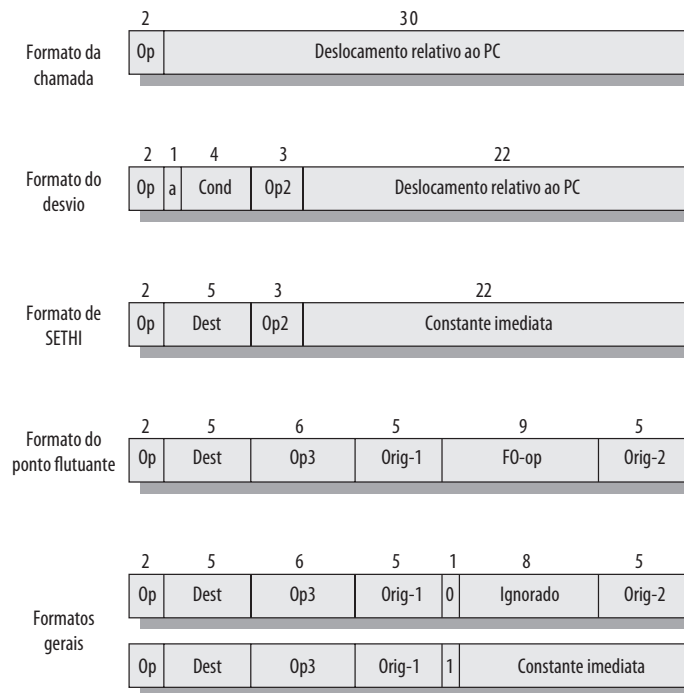 2 30
Formato da chamada
Op Deslocamento relativo ao PC
2 1 4 3 22
Formato do desvio
Op a Cond Op2 Deslocamento relativo ao PC
2 5 3 22
Formato de SETHI
Op Dest Op2 Constante imediata
2 5 6 5 9 5
Formato do ponto flutuante
Op Dest Op3 Orig-1 FO-op Orig-2
2 5 6 5 1 8 5
Op Dest Op3 Orig-1 0 Ignorado Orig-2
Formatos gerais
Op Dest Op3 Orig-1 1 Constante imediata